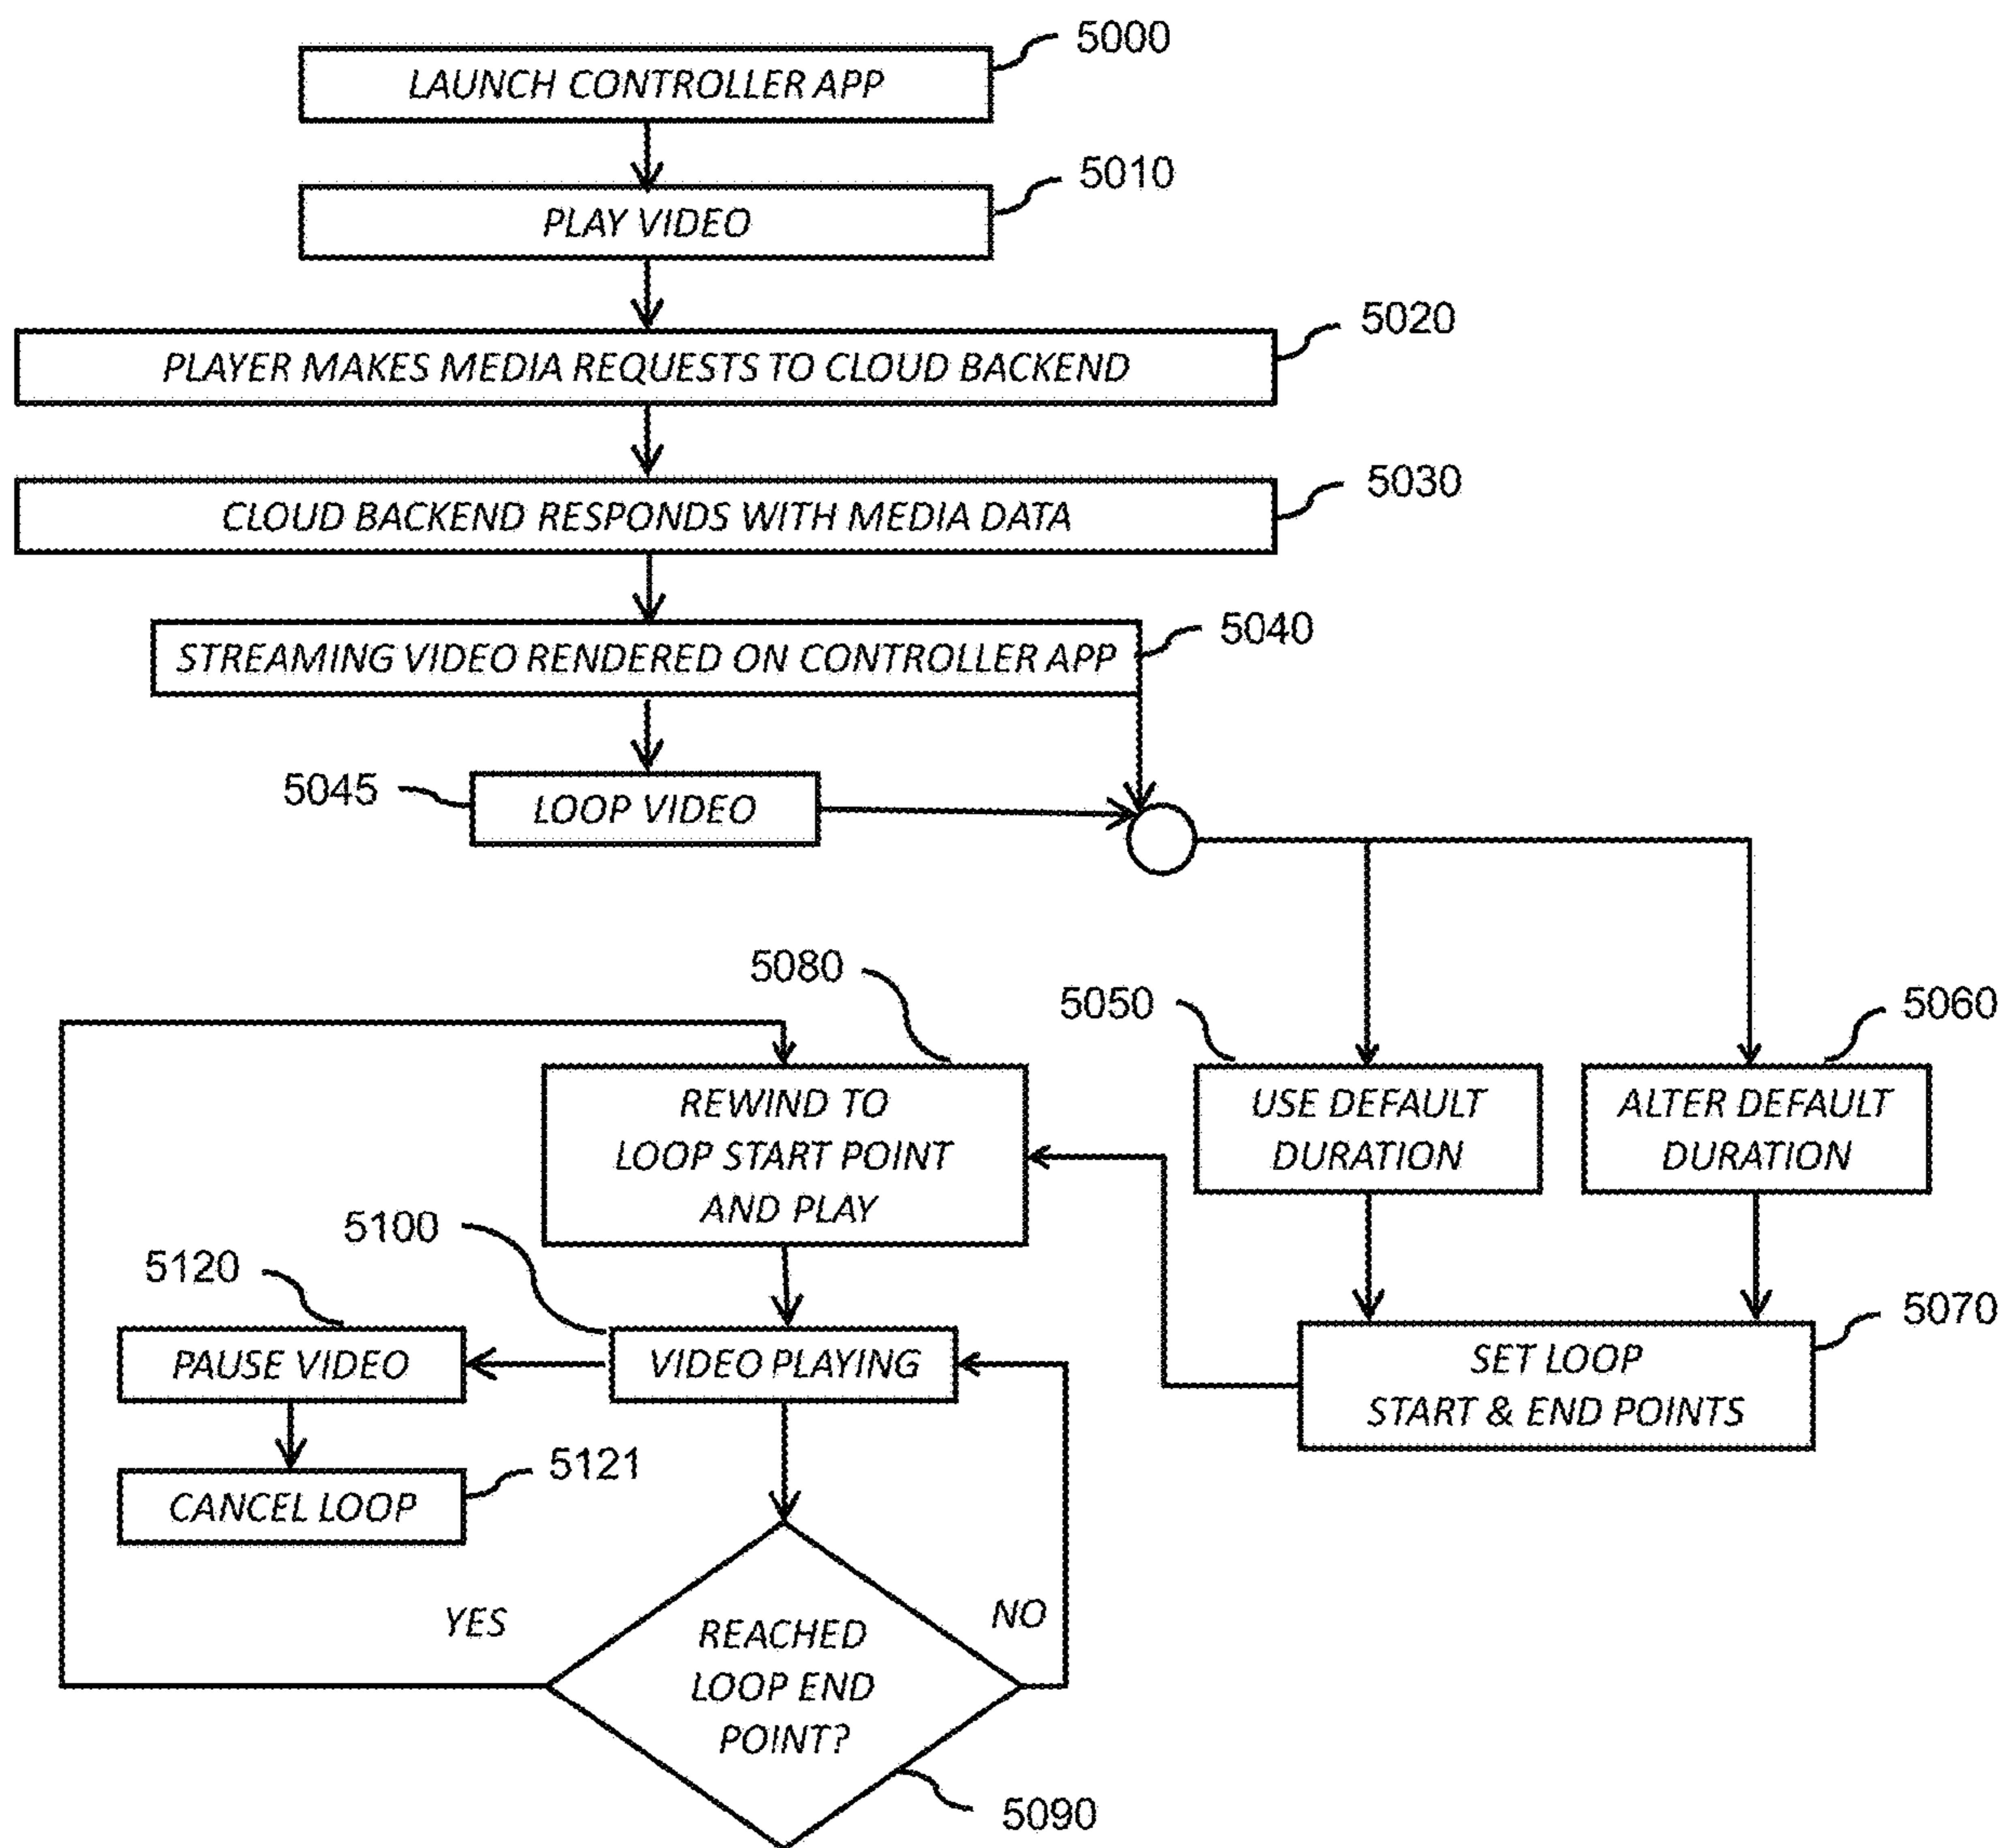 5000
LAUNCH CONTROLLER APP
5010
PLAY VIDEO
5020
PLAYER MAKES MEDIA REQUESTS TO CLOUD BACKEND
5030
CLOUD BACKEND RESPONDS WITH MEDIA DATA
5040
STREAMING VIDEO RENDERED ON CONTROLLER APP
5045
LOOP VIDEO
5080
5050
5060
REWIND TO
LOOP START POINT
AND PLAY
USE DEFAULT
DURATION
ALTER DEFAULT
DURATION
5100
5120
5070
PAUSE VIDEO
VIDEO PLAYING
SET LOOP
START & END POINTS
5121
CANCEL LOOP
YES
NO
REACHED
LOOP END
POINT?
5090